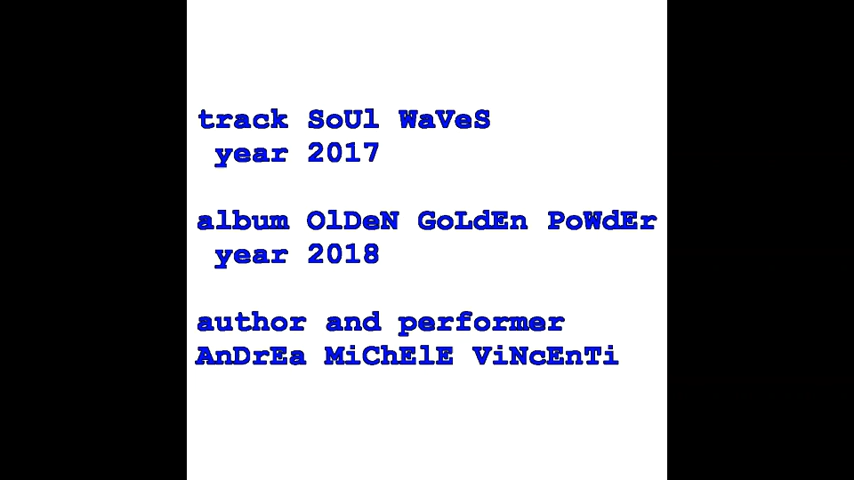 track SoUl WaVeS
year 2017
album OlDeN GoLdEn PoWdEr
year 2018
author and performer
AnDrEa MiChElE ViNcEnTi